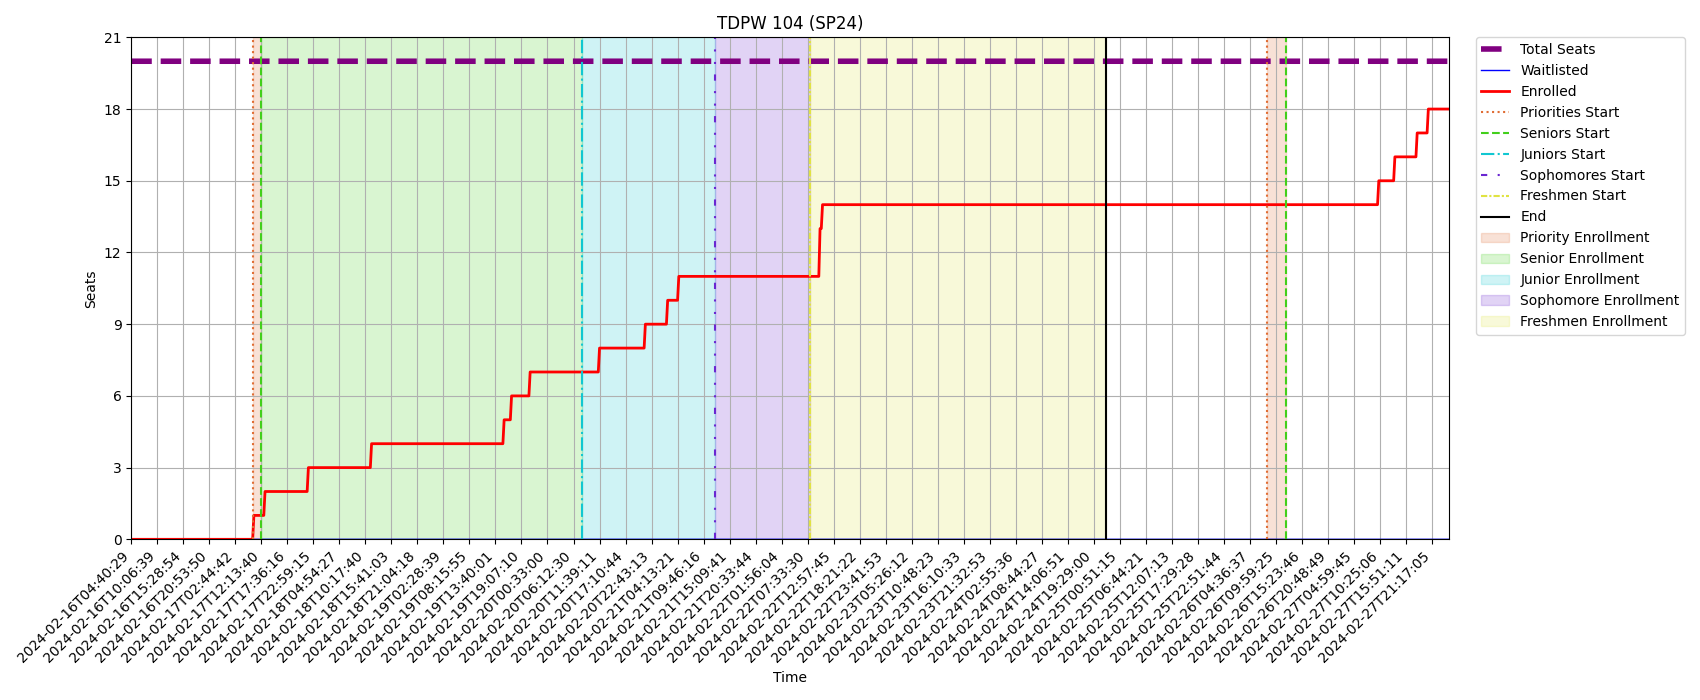 TDPW 104 (SP24)
Seats
21
18
15
12
9
6
3
0
2024-02-16T04:40:29
2024-02-16T10:06:39
2024-02-16T15:28:54
2024-02-16T20:53:50
2024-02-17T02:44:42
2024-02-17T12:13:40
2024-02-17T17:36:16
2024-02-17T22:59:15
2024-02-18T04:54:27
2024-02-18T10:17:40
2024-02-18T15:41:03
2024-02-18T21:04:18
2024-02-19T02:28:39
2024-02-19T08:15:55
2024-02-19T13:40:01
2024-02-19T19:07:10
2024-02-20T00:33:00
2024-02-20T06:12:30
2024-02-20T11:39:11
2024-02-20T17:10:44
2024-02-20T22:43:13
2024-02-21T04:13:21
2024-02-21T09:46:16
2024-02-21T15:09:41
2024-02-21T20:33:44
2024-02-22T01:56:04
2024-02-22T07:33:30
2024-02-22T12:57:45
2024-02-22T18:21:22
2024-02-22T23:41:53
2024-02-23T05:26:12
2024-02-23T10:48:23
2024-02-23T16:10:33
2024-02-23T21:32:53
2024-02-24T02:55:36
2024-02-24T08:44:27
2024-02-24T14:06:51
2024-02-24T19:29:00
2024-02-25T00:51:15
2024-02-25T06:44:21
2024-02-25T12:07:13
2024-02-25T17:29:28
2024-02-25T22:51:44
2024-02-26T04:36:37
2024-02-26T09:59:25
2024-02-26T15:23:46
2024-02-26T20:48:49
2024-02-27T04:59:45
2024-02-27T10:25:06
2024-02-27T15:51:11
2024-02-27T21:17:05
Time
Total Seats
Waitlisted
Enrolled
Priorities Start
Seniors Start
Juniors Start
Sophomores Start
Freshmen Start
End
Priority Enrollment
Senior Enrollment
Junior Enrollment
Sophomore Enrollment
Freshmen Enrollment